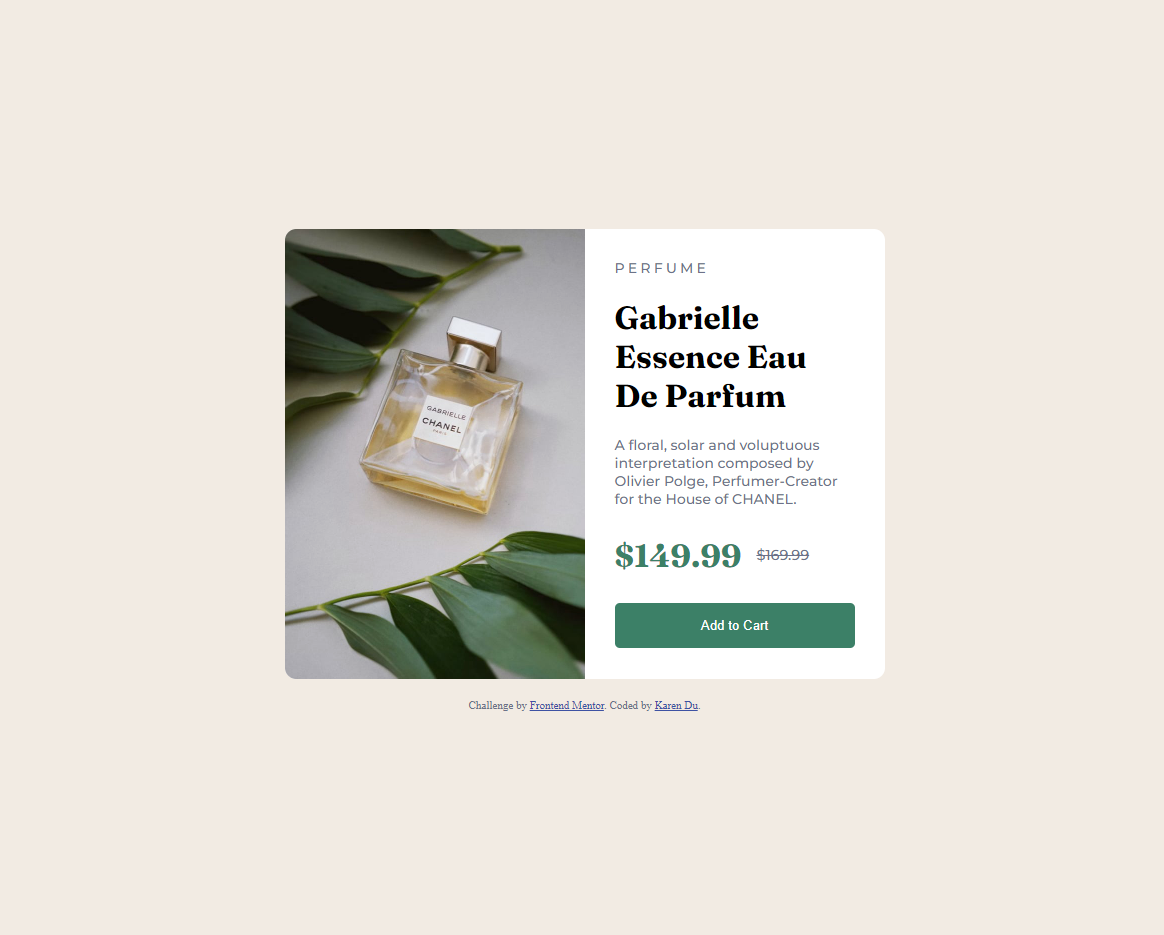 GABRIELLE
CHANEL
PARIS
PERFUME
Gabrielle
Essence Eau
De Parfum
A floral, solar and voluptuous
interpretation composed by
Olivier Polge, Perfumer-Creator
for the House of CHANEL.
$149.99 $169.99
Add to Cart
Challenge by Frontend Mentor. Coded by Karen Du.